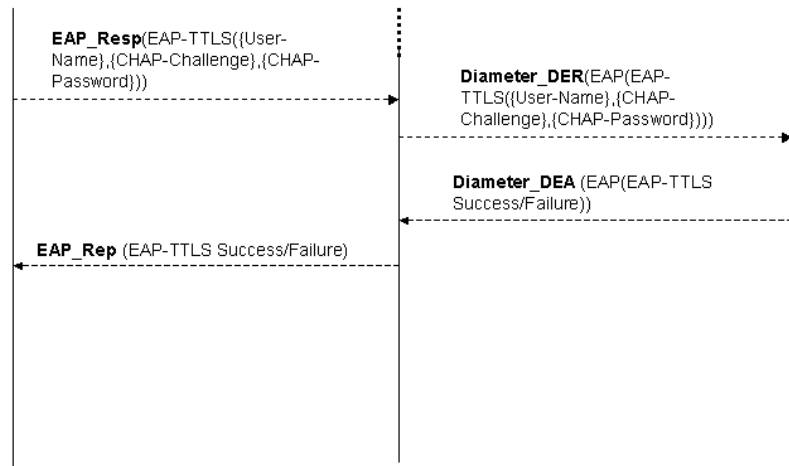 EAP_Resp(EAP-TTLS({User-
Name},{CHAP-Challenge},{CHAP-
Password}))
Diameter_DER(EAP(EAP-
TTLS({User-Name},{CHAP-
Challenge},{CHAP-Password})))
Diameter_DEA (EAP(EAP-TTLS
Success/Failure))
EAP_Rep (EAP-TTLS Success/Failure)